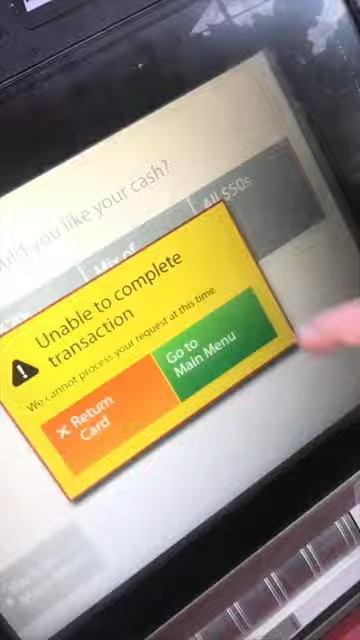 uld you like your cash?
Mix of
All $50s
Unable to complete
transaction
We cannot process your request at this time.
× Return
Card
Go to
Main Menu